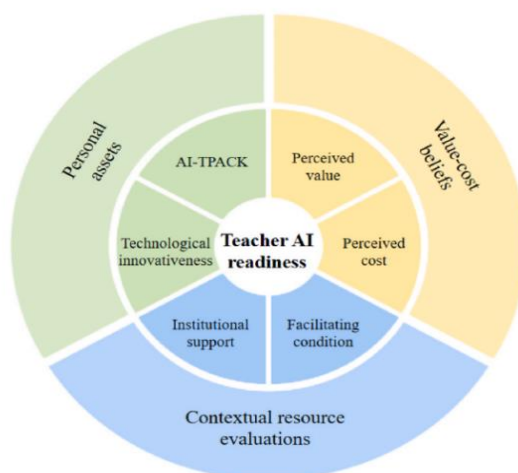 Personal
assets
Value-cost
beliefs
AI-TPACK
Perceived
value
Technological
innovativeness
Teacher AI
readiness
Perceived
cost
Institutional
support
Facilitating
condition
Contextual resource
evaluations